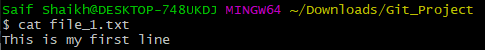 Saif Shaikh@DESKTOP-748UKDJ MINGW64 ~/Downloads/Git_Project
$ cat file_1.txt
This is my first line